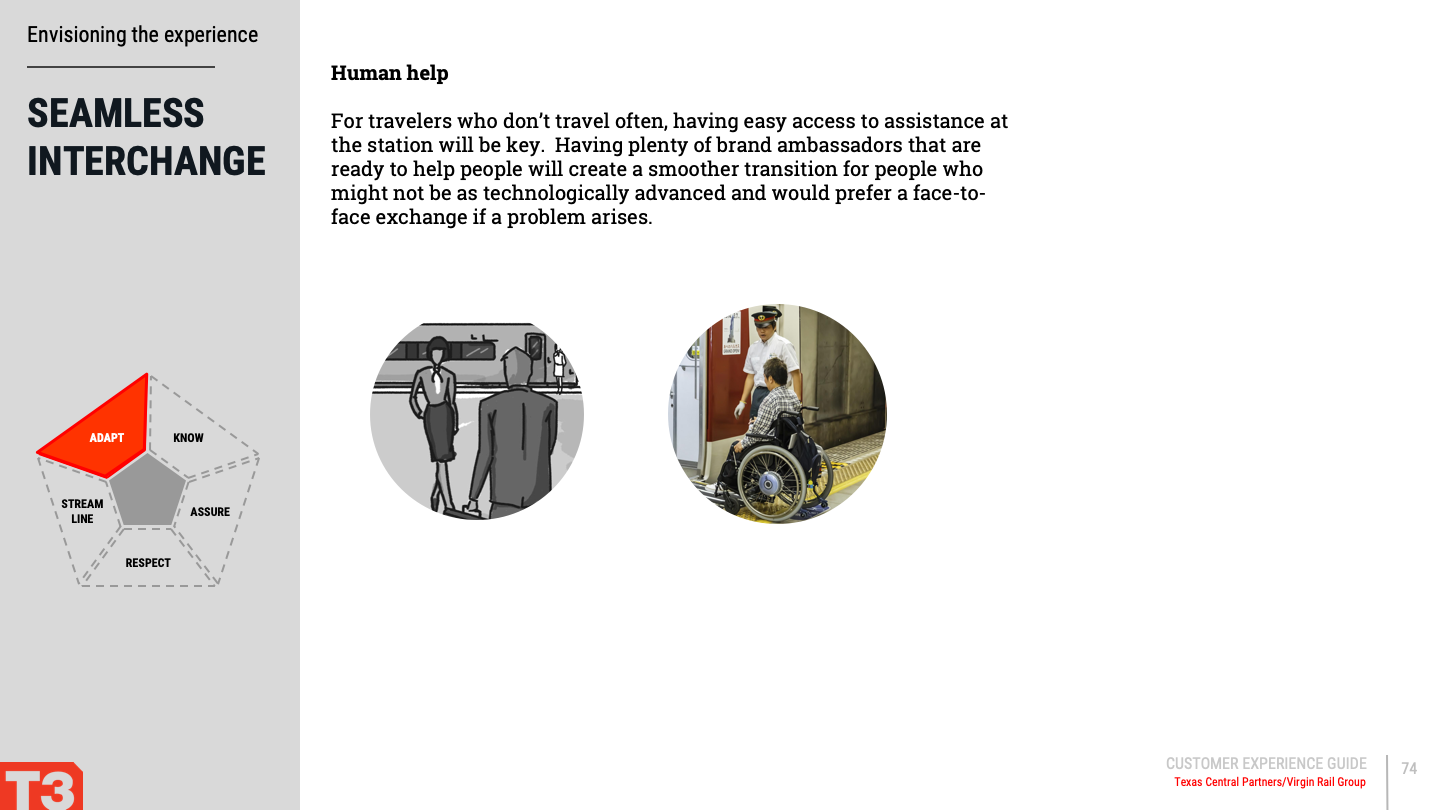 Envisioning the experience
SEAMLESS
INTERCHANGE
Human help
For travelers who don’t travel often, having easy access to assistance at
the station will be key.  Having plenty of brand ambassadors that are
ready to help people will create a smoother transition for people who
might not be as technologically advanced and would prefer a face-to-
face exchange if a problem arises.
ADAPT
KNOW
STREAM
LINE
ASSURE
RESPECT
T3
CUSTOMER EXPERIENCE GUIDE
Texas Central Partners/Virgin Rail Group
74